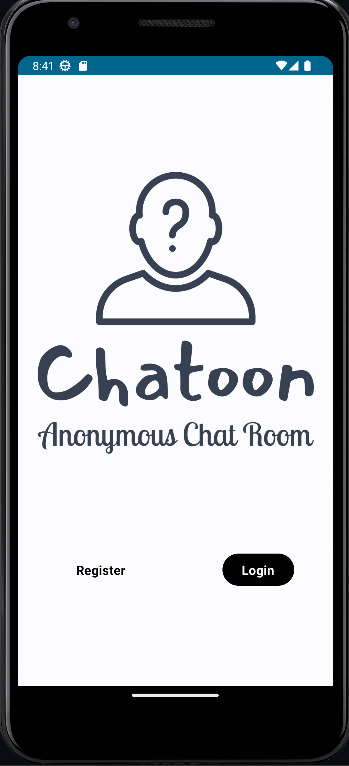 8:41
?
Chatoon
Anonymous Chat Room
Register
Login